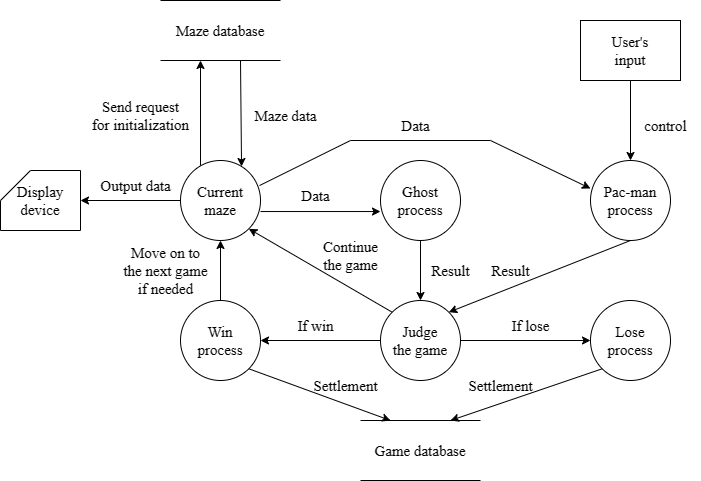 Maze database
User's
input
Send request
for initialization
Maze data
Data
control
Display
device
Output data
Current
maze
Data
Ghost
process
Pac-man
process
Move on to
the next game
if needed
Continue
the game
Result
Result
Win
process
If win
Judge
the game
If lose
Lose
process
Settlement
Settlement
Game database